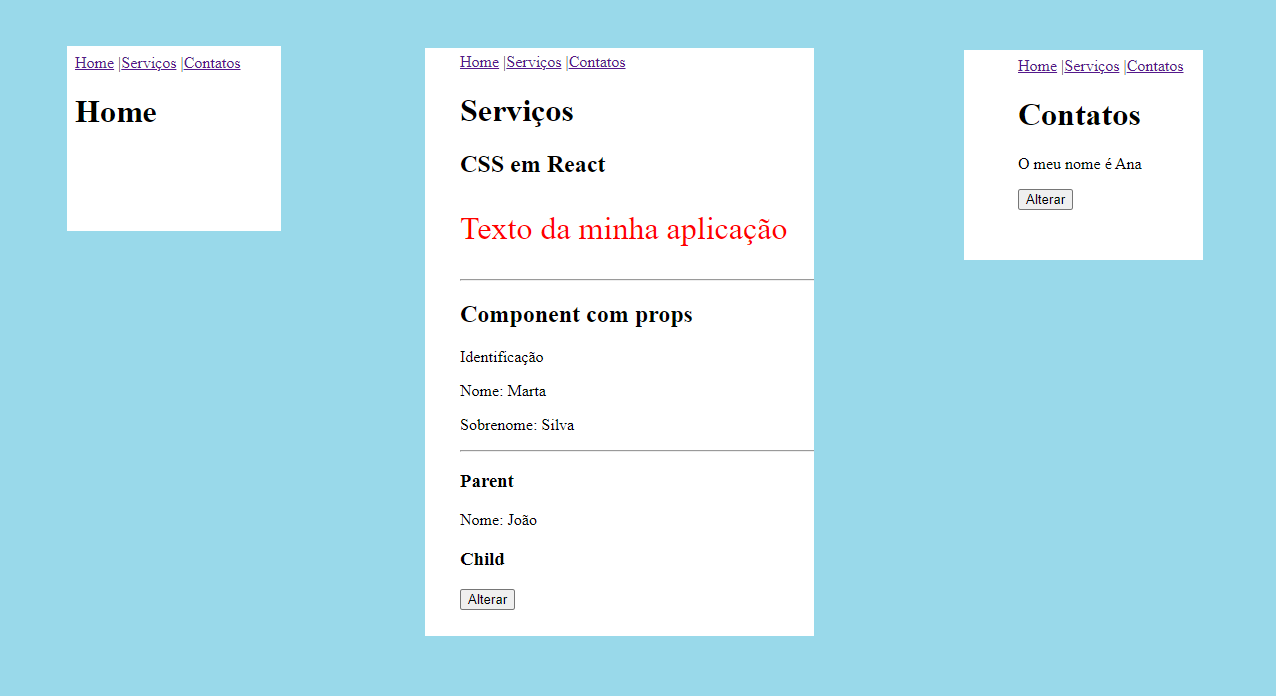 Home |Serviços |Contatos
Home
Home |Serviços |Contatos
Serviços
CSS em React
Texto da minha aplicação
Component com props
Identificação
Nome: Marta
Sobrenome: Silva
Parent
Nome: João
Child
Alterar
Home |Serviços |Contatos
Contatos
O meu nome é Ana
Alterar